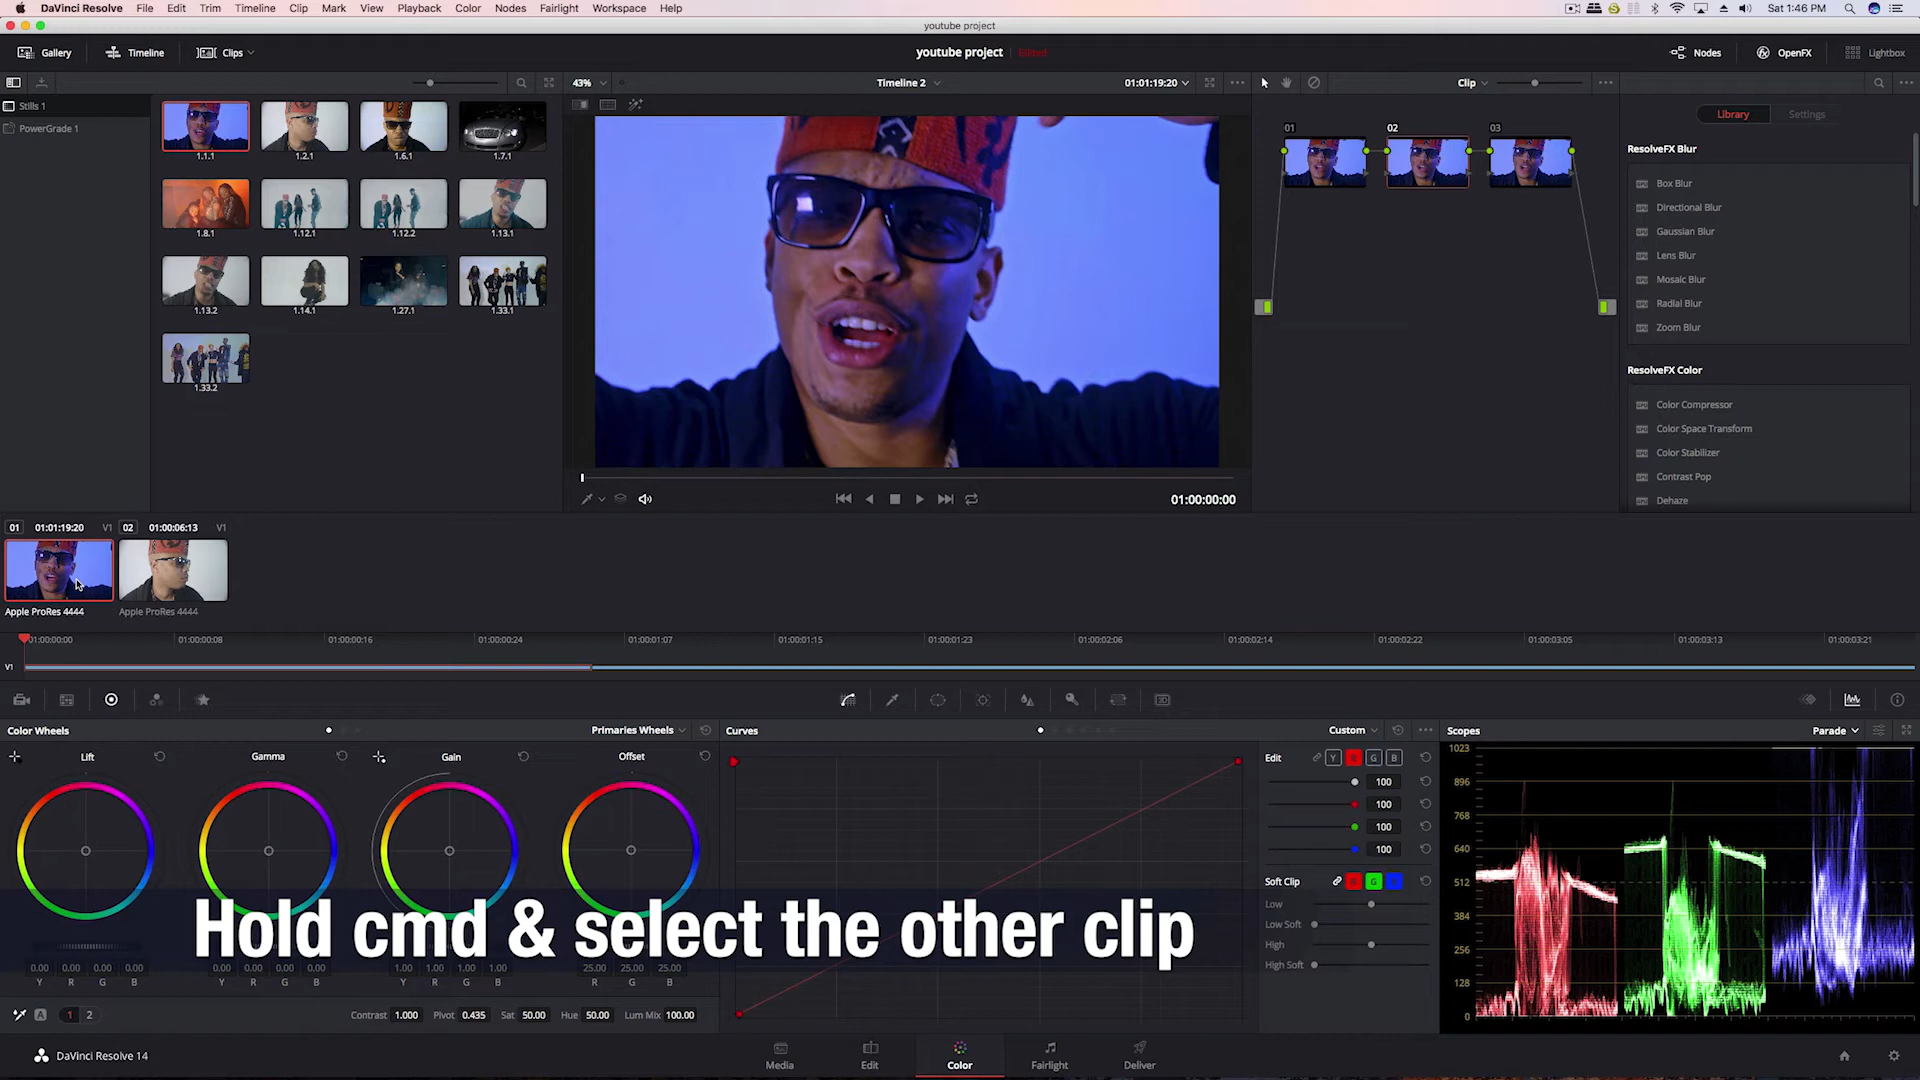 DaVinci Resolve File Edit Trim Timeline Clip Mark View Playback Color Nodes Fairlight Workspace Help Sat 1:46 PM
youtube project
Gallery Timeline Clips youtube project Edited Nodes OpenFX Lightbox
43% Timeline 2 01:01:19:20 Clip
Stills 1
PowerGrade 1
1.1.1 1.2.1 1.6.1 1.7.1
1.8.1 1.12.1 1.12.2 1.13.1
1.13.2 1.14.1 1.27.1 1.33.1
1.33.2
01:00:00:00
01 02 03
Library Settings
ResolveFX Blur
Box Blur
Directional Blur
Gaussian Blur
Lens Blur
Mosaic Blur
Radial Blur
Zoom Blur
ResolveFX Color
Color Compressor
Color Space Transform
Color Stabilizer
Contrast Pop
Dehaze
01 01:01:19:20 V1 02 01:00:06:13 V1
Apple ProRes 4444 Apple ProRes 4444
01:00:00:00 01:00:00:08 01:00:00:16 01:00:00:24 01:00:01:07 01:00:01:15 01:00:01:23 01:00:02:06 01:00:02:14 01:00:02:22 01:00:03:05 01:00:03:13 01:00:03:21
V1
Color Wheels Primaries Wheels
Lift Gamma Gain Offset
0.00 0.00 0.00 0.00 0.00 0.00 0.00 0.00 1.00 1.00 1.00 1.00 25.00 25.00 25.00
Y R G B Y R G B Y R G B R G B
A 1 2 Contrast 1.000 Pivot 0.435 Sat 50.00 Hue 50.00 Lum Mix 100.00
Curves Custom
Edit Y R G B
100
100
100
100
Soft Clip R G B
Low
Low Soft
High
High Soft
Scopes Parade
1023
896
768
640
512
384
256
128
0
Hold cmd & select the other clip
DaVinci Resolve 14 Media Edit Color Fairlight Deliver